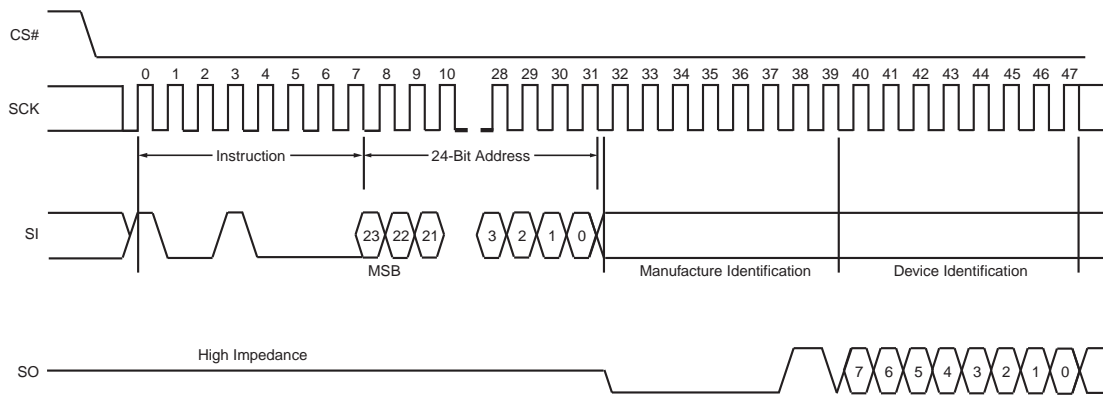 CS#
0 1 2 3 4 5 6 7 8 9 10 28 29 30 31 32 33 34 35 36 37 38 39 40 41 42 43 44 45 46 47
SCK
Instruction 24-Bit Address
SI 23 22 21 3 2 1 0
MSB Manufacture Identification Device Identification
High Impedance
SO 7 6 5 4 3 2 1 0